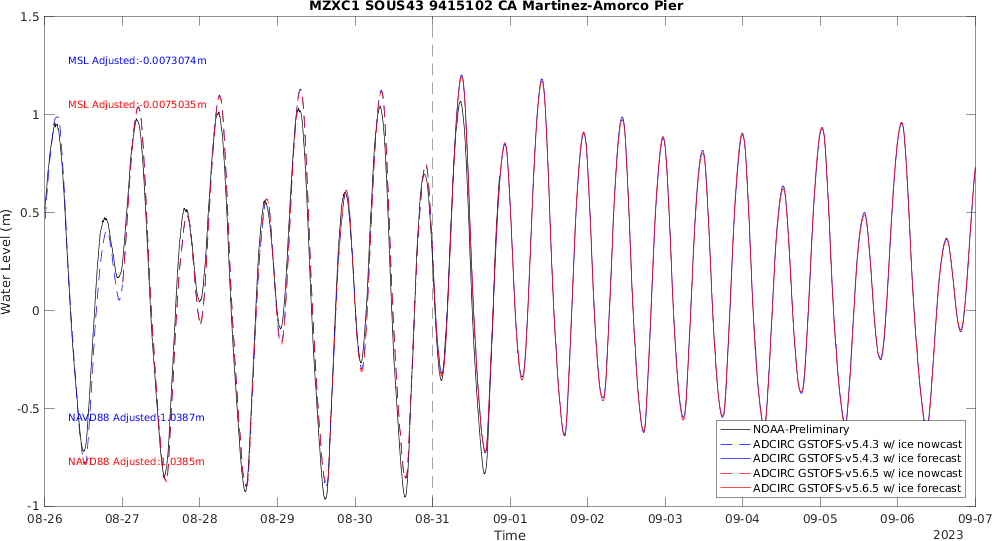 MZXC1 SOUS43 9415102 CA Martinez-Amorco Pier
1.5
1
0.5
0
-0.5
-1
Water Level (m)
MSL Adjusted:-0.0073074m
MSL Adjusted:-0.0075035m
NAVD88 Adjusted:1.0387m
NAVD88 Adjusted:1.0385m
NOAA-Preliminary
ADCIRC GSTOFS-v5.4.3 w/ ice nowcast
ADCIRC GSTOFS-v5.4.3 w/ ice forecast
ADCIRC GSTOFS-v5.6.5 w/ ice nowcast
ADCIRC GSTOFS-v5.6.5 w/ ice forecast
08-26 08-27 08-28 08-29 08-30 08-31 09-01 09-02 09-03 09-04 09-05 09-06 09-07
Time
2023